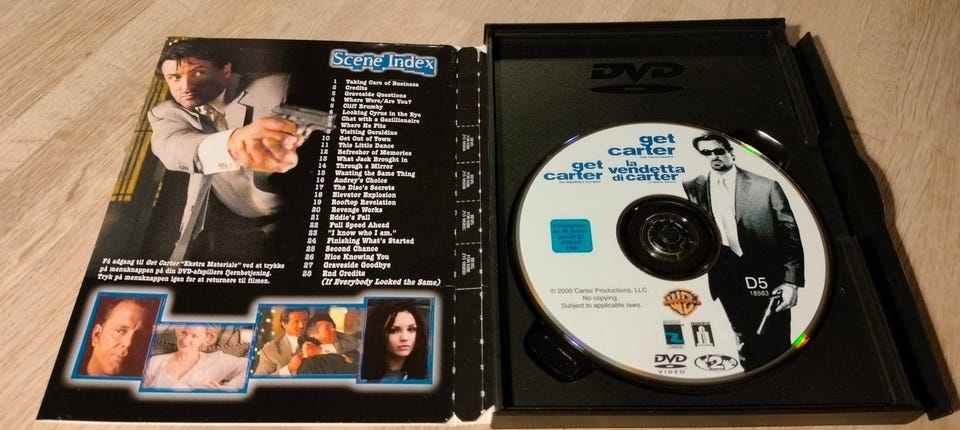 Scene Index
1 Taking Care of Business
2 Credits
3 Graveside Questions
4 Where Were/Are You?
5 Cliff Brumby
6 Looking Cyrus in the Eye
7 Chat with a Gazillionaire
8 Where He Fits
9 Visiting Geraldine
10 Get Out of Town
11 This Little Dance
12 Refresher of Memories
13 What Jack Brought in
14 Through a Mirror
15 Wanting the Same Thing
16 Audrey's Choice
17 The Disc's Secrets
18 Elevator Explosion
19 Rooftop Revelation
20 Revenge Works
21 Eddie's Fall
22 Full Speed Ahead
23 "I know who I am."
24 Finishing What's Started
25 Second Chance
26 Nice Knowing You
27 Graveside Goodbye
28 End Credits
(If Everybody Looked the Same)
Få adgang til Get Carter "Ekstra Materiale" ved at trykke
på menuknappen på din DVD-afspillers fjernbetjening.
Tryk på menuknappen igen for at returnere til filmen.
DVD
get
carter
get
carter
la
vendetta
di carter
© 2000 Carter Productions, LLC.
No copying.
Subject to applicable laws.
D5
18583
WB
DVD
VIDEO
2